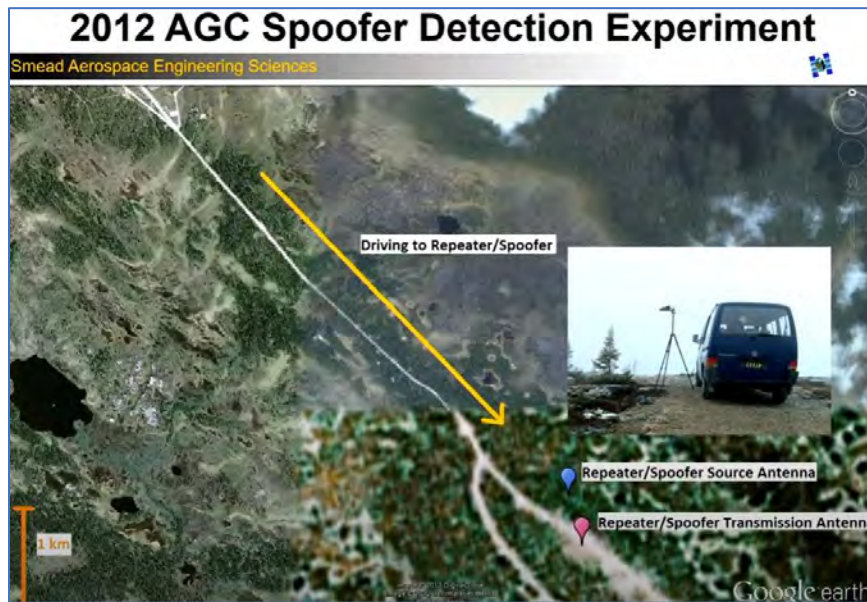 2012 AGC Spoofer Detection Experiment
Smead Aerospace Engineering Sciences
Driving to Repeater/Spoofer
Repeater/Spoofer Source Antenna
Repeater/Spoofer Transmission Antenn
1 km
Google earth